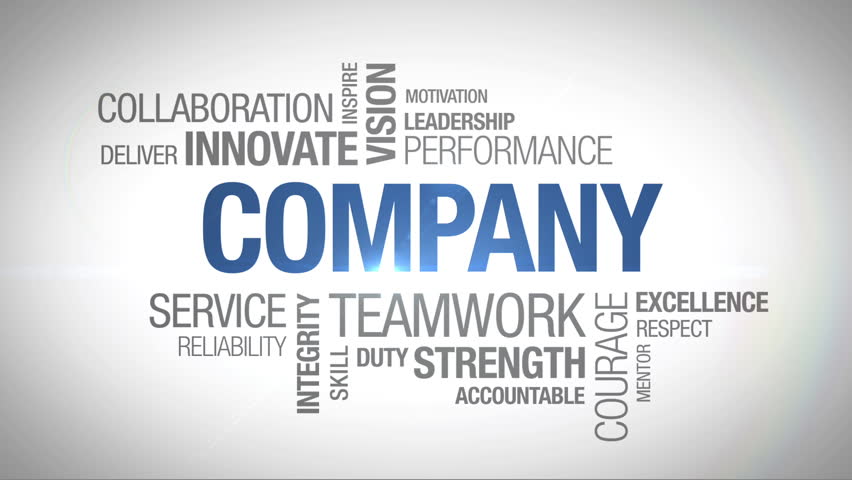 COLLABORATION
INSPIRE
VISION
MOTIVATION
LEADERSHIP
DELIVER INNOVATE
PERFORMANCE
COMPANY
SERVICE
RELIABILITY
INTEGRITY
TEAMWORK
SKILL
DUTY STRENGTH
ACCOUNTABLE
COURAGE
EXCELLENCE
RESPECT
MENTOR